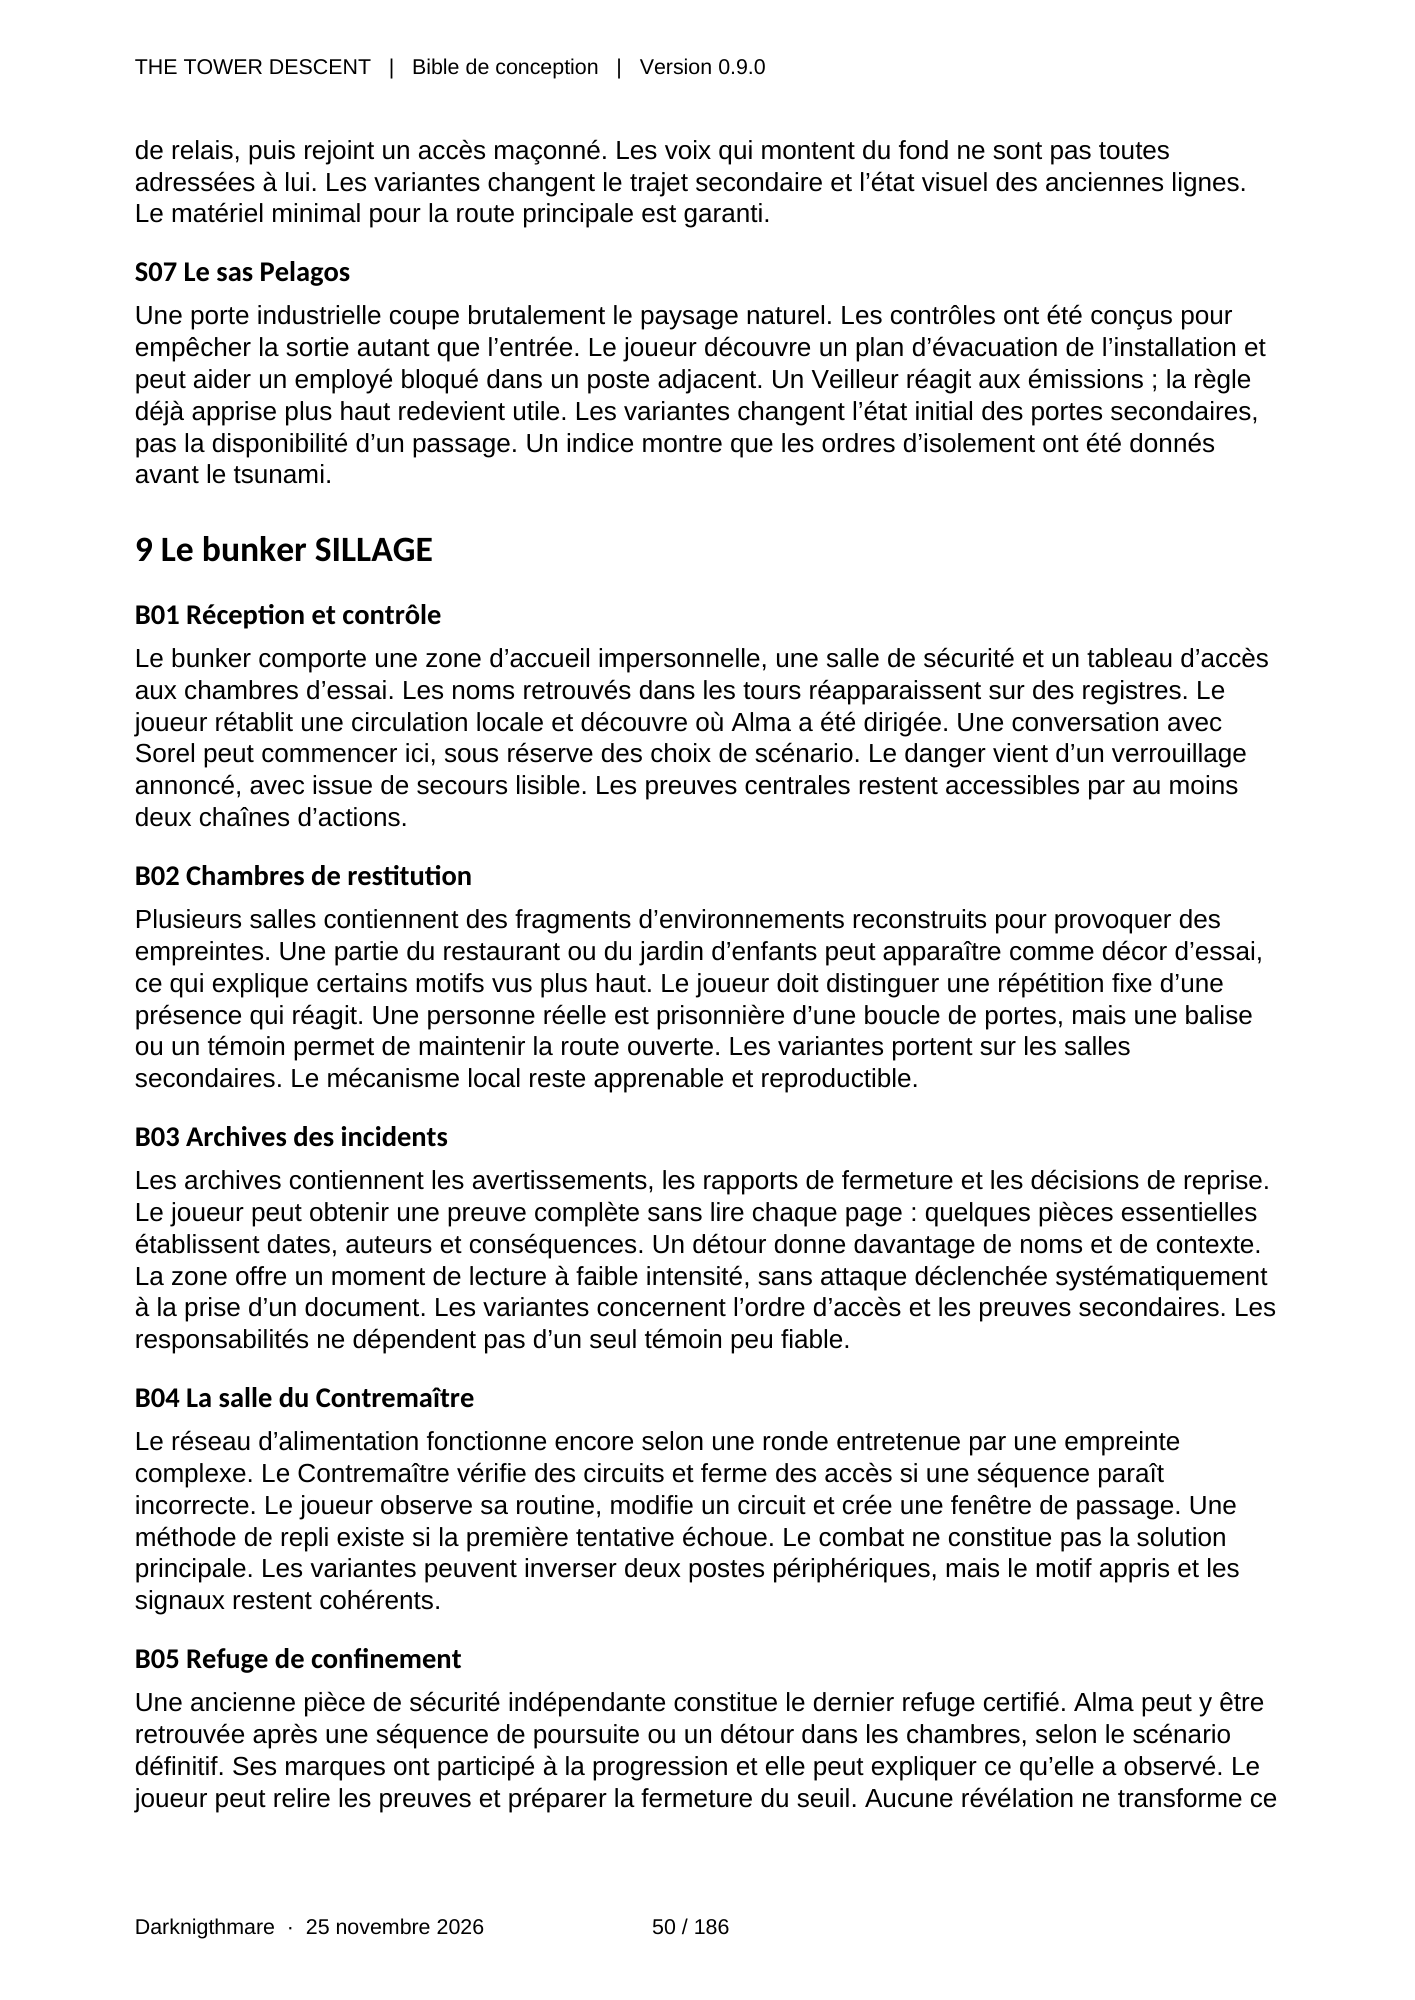 THE TOWER DESCENT | Bible de conception | Version 0.9.0
de relais, puis rejoint un accès maçonné. Les voix qui montent du fond ne sont pas toutes
adressées à lui. Les variantes changent le trajet secondaire et l’état visuel des anciennes lignes.
Le matériel minimal pour la route principale est garanti.
S07 Le sas Pelagos
Une porte industrielle coupe brutalement le paysage naturel. Les contrôles ont été conçus pour
empêcher la sortie autant que l’entrée. Le joueur découvre un plan d’évacuation de l’installation et
peut aider un employé bloqué dans un poste adjacent. Un Veilleur réagit aux émissions ; la règle
déjà apprise plus haut redevient utile. Les variantes changent l’état initial des portes secondaires,
pas la disponibilité d’un passage. Un indice montre que les ordres d’isolement ont été donnés
avant le tsunami.
9 Le bunker SILLAGE
B01 Réception et contrôle
Le bunker comporte une zone d’accueil impersonnelle, une salle de sécurité et un tableau d’accès
aux chambres d’essai. Les noms retrouvés dans les tours réapparaissent sur des registres. Le
joueur rétablit une circulation locale et découvre où Alma a été dirigée. Une conversation avec
Sorel peut commencer ici, sous réserve des choix de scénario. Le danger vient d’un verrouillage
annoncé, avec issue de secours lisible. Les preuves centrales restent accessibles par au moins
deux chaînes d’actions.
B02 Chambres de restitution
Plusieurs salles contiennent des fragments d’environnements reconstruits pour provoquer des
empreintes. Une partie du restaurant ou du jardin d’enfants peut apparaître comme décor d’essai,
ce qui explique certains motifs vus plus haut. Le joueur doit distinguer une répétition fixe d’une
présence qui réagit. Une personne réelle est prisonnière d’une boucle de portes, mais une balise
ou un témoin permet de maintenir la route ouverte. Les variantes portent sur les salles
secondaires. Le mécanisme local reste apprenable et reproductible.
B03 Archives des incidents
Les archives contiennent les avertissements, les rapports de fermeture et les décisions de reprise.
Le joueur peut obtenir une preuve complète sans lire chaque page : quelques pièces essentielles
établissent dates, auteurs et conséquences. Un détour donne davantage de noms et de contexte.
La zone offre un moment de lecture à faible intensité, sans attaque déclenchée systématiquement
à la prise d’un document. Les variantes concernent l’ordre d’accès et les preuves secondaires. Les
responsabilités ne dépendent pas d’un seul témoin peu fiable.
B04 La salle du Contremaître
Le réseau d’alimentation fonctionne encore selon une ronde entretenue par une empreinte
complexe. Le Contremaître vérifie des circuits et ferme des accès si une séquence paraît
incorrecte. Le joueur observe sa routine, modifie un circuit et crée une fenêtre de passage. Une
méthode de repli existe si la première tentative échoue. Le combat ne constitue pas la solution
principale. Les variantes peuvent inverser deux postes périphériques, mais le motif appris et les
signaux restent cohérents.
B05 Refuge de confinement
Une ancienne pièce de sécurité indépendante constitue le dernier refuge certifié. Alma peut y être
retrouvée après une séquence de poursuite ou un détour dans les chambres, selon le scénario
définitif. Ses marques ont participé à la progression et elle peut expliquer ce qu’elle a observé. Le
joueur peut relire les preuves et préparer la fermeture du seuil. Aucune révélation ne transforme ce
Darknigthmare · 25 novembre 2026 50 / 186